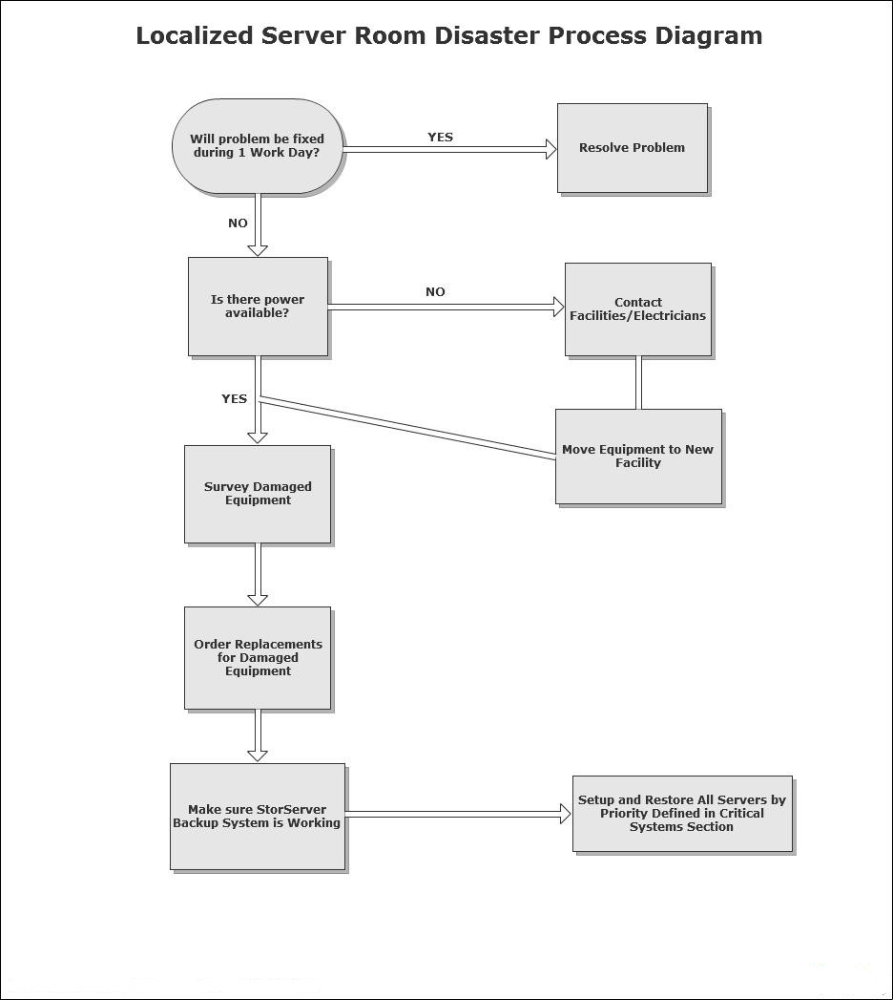 Localized Server Room Disaster Process Diagram
Will problem be fixed
during 1 Work Day?
YES
Resolve Problem
NO
Is there power
available?
NO
Contact
Facilities/Electricians
YES
Move Equipment to New
Facility
Survey Damaged
Equipment
Order Replacements
for Damaged
Equipment
Make sure StorServer
Backup System is Working
Setup and Restore All Servers by
Priority Defined in Critical
Systems Section